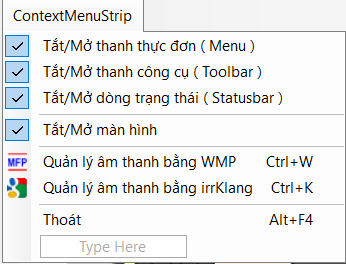 ContextMenuStrip
Tắt/Mở thanh thực đơn ( Menu )
Tắt/Mở thanh công cụ ( Toolbar )
Tắt/Mở dòng trạng thái ( Statusbar )
Tắt/Mở màn hình
MFP Quản lý âm thanh bằng WMP Ctrl+W
Quản lý âm thanh bằng irrKlang Ctrl+K
Thoát Alt+F4
Type Here